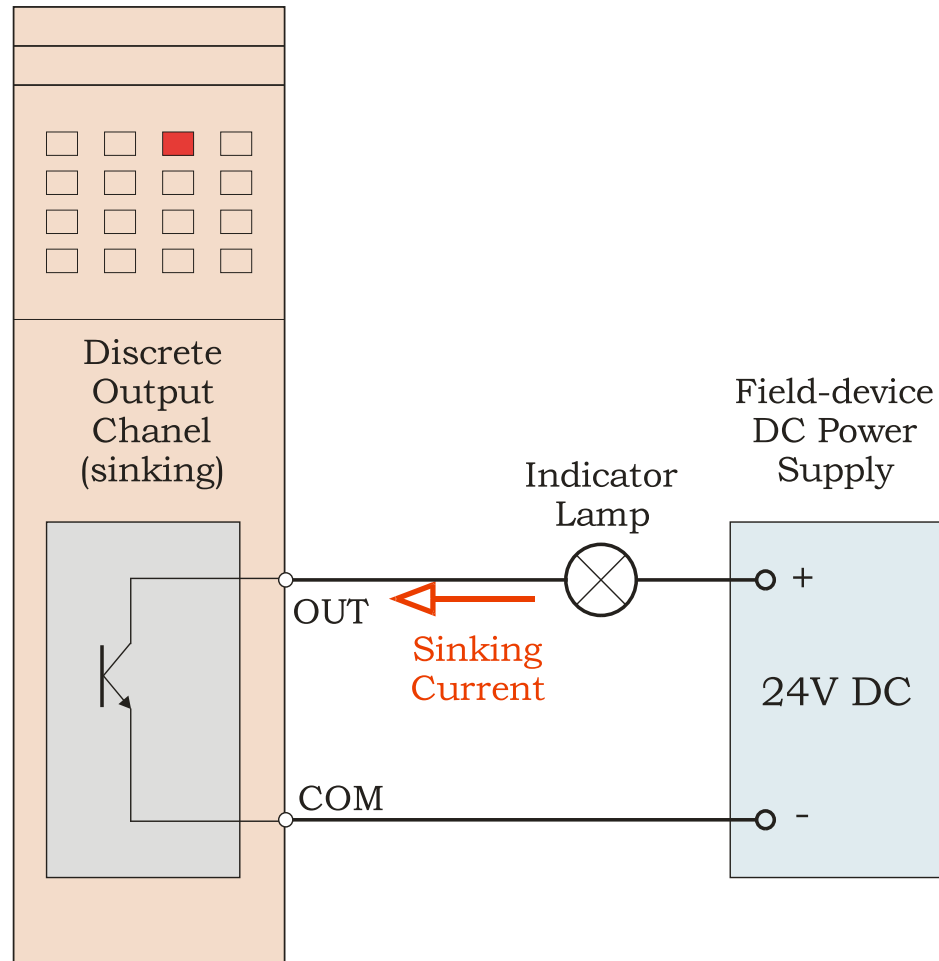 Discrete
Output
Chanel
(sinking)
Field-device
DC Power
Supply
Indicator
Lamp
OUT
+
Sinking
Current
24V DC
COM
-